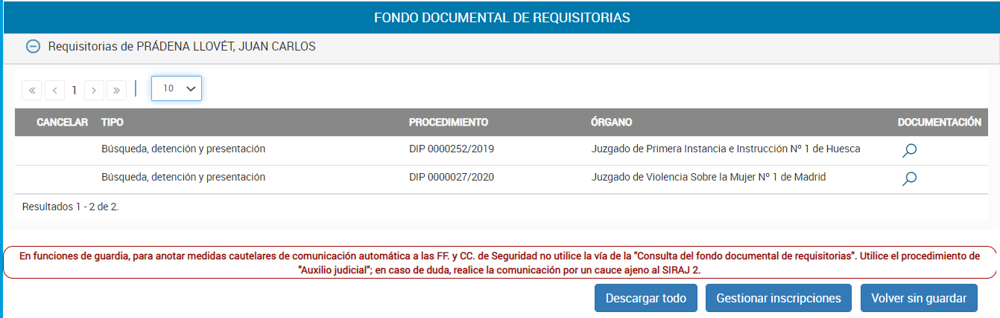 FONDO DOCUMENTAL DE REQUISITORIAS
Requisitorias de PRÁDENA LLOVÉT, JUAN CARLOS
« < 1 > » 10
CANCELAR TIPO PROCEDIMIENTO ÓRGANO DOCUMENTACIÓN
Búsqueda, detención y presentación DIP 0000252/2019 Juzgado de Primera Instancia e Instrucción Nº 1 de Huesca
Búsqueda, detención y presentación DIP 0000027/2020 Juzgado de Violencia Sobre la Mujer Nº 1 de Madrid
Resultados 1 - 2 de 2.
En funciones de guardia, para anotar medidas cautelares de comunicación automática a las FF. y CC. de Seguridad no utilice la vía de la "Consulta del fondo documental de requisitorias". Utilice el procedimiento de
"Auxilio judicial"; en caso de duda, realice la comunicación por un cauce ajeno al SIRAJ 2.
Descargar todo Gestionar inscripciones Volver sin guardar